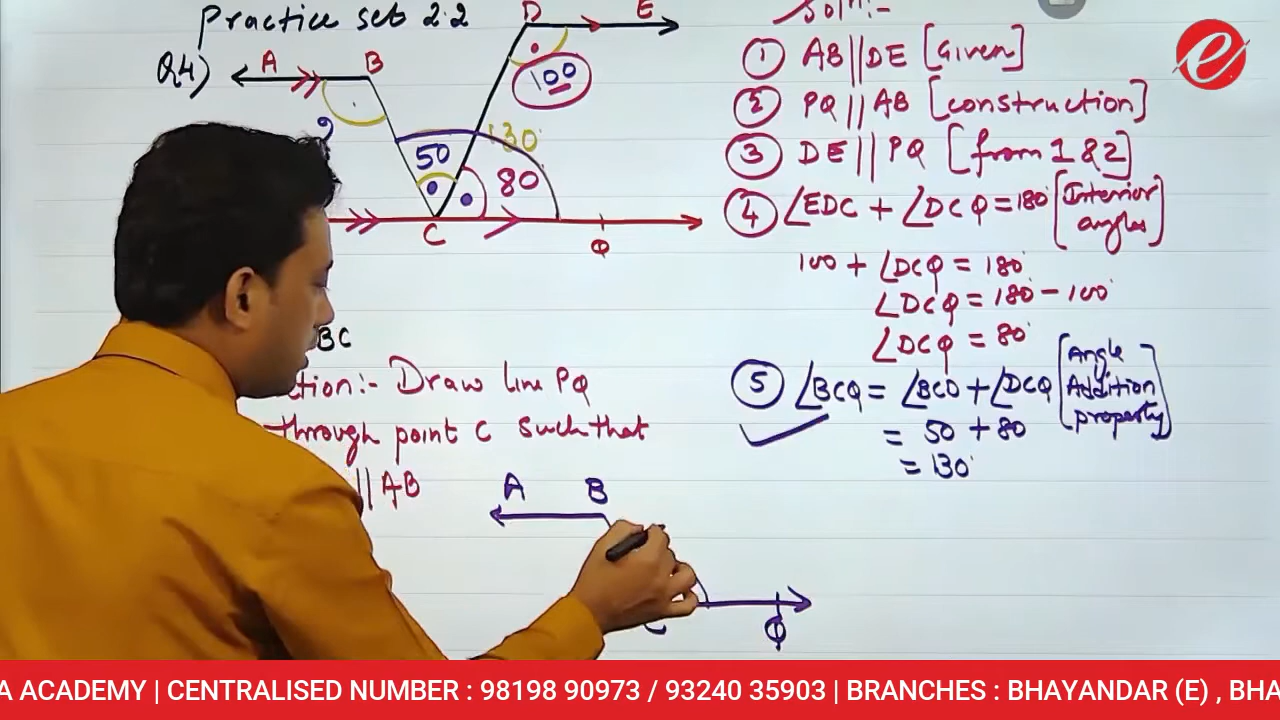 Practice set 2.2
Q4)
A B
D E
100
130°
50
80
C Q
?
BC
ction:- Draw line PQ
through point C such that
|| AB
A B
C Q
Soln:-
① AB||DE [Given]
② PQ || AB [construction]
③ DE || PQ [from 1 & 2]
④ ∠EDC + ∠DCQ = 180° [Interior angles]
100 + ∠DCQ = 180°
∠DCQ = 180° - 100°
∠DCQ = 80°
⑤ ∠BCQ = ∠BCD + ∠DCQ [Angle Addition property]
= 50 + 80
= 130°
e
A ACADEMY | CENTRALISED NUMBER : 98198 90973 / 93240 35903 | BRANCHES : BHAYANDAR (E) , BHA